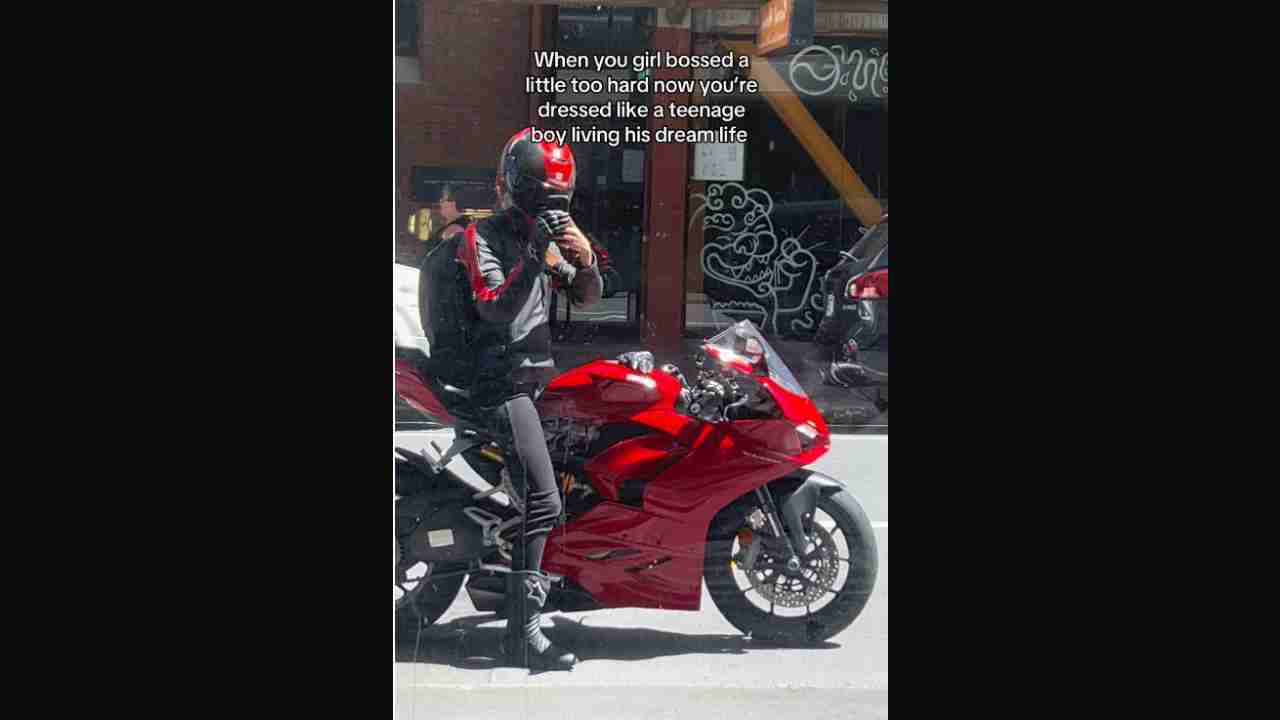 When you girl bossed a
little too hard now you're
dressed like a teenage
boy living his dream life